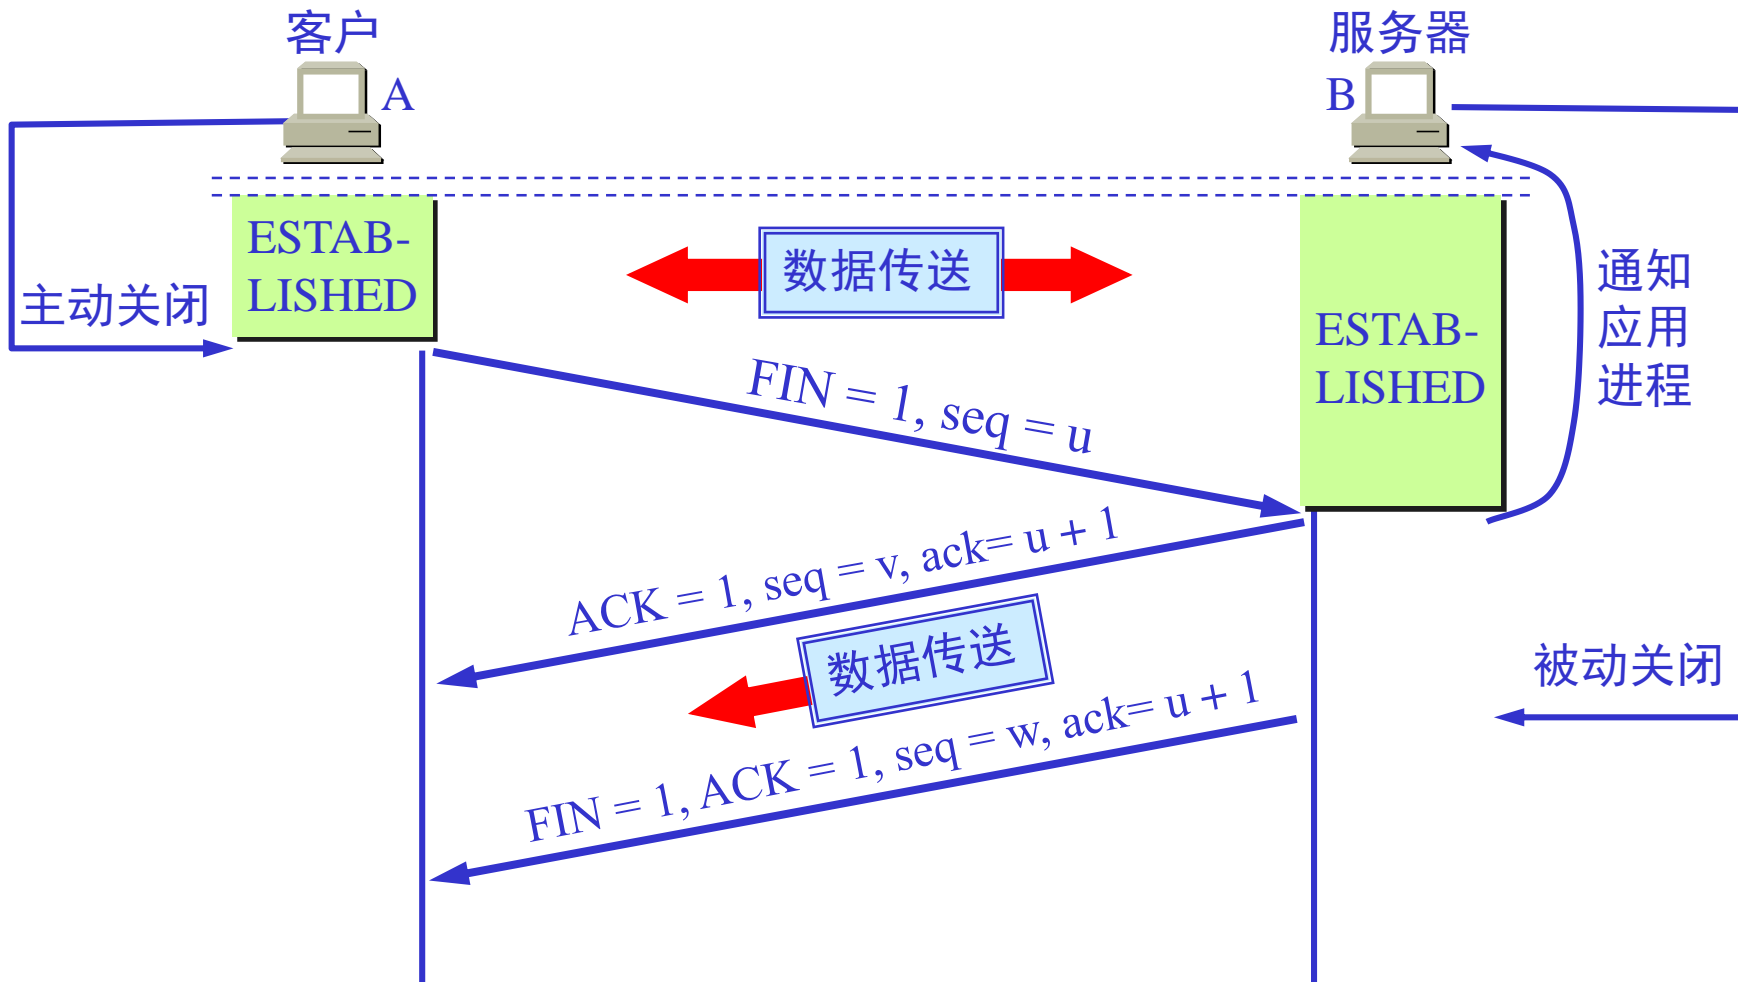 客户
服务器
A
B
ESTAB-
LISHED
数据传送
主动关闭
ESTAB-
LISHED
通知
应用
进程
FIN = 1, seq = u
ACK = 1, seq = v, ack= u + 1
数据传送
被动关闭
FIN = 1, ACK = 1, seq = w, ack= u + 1